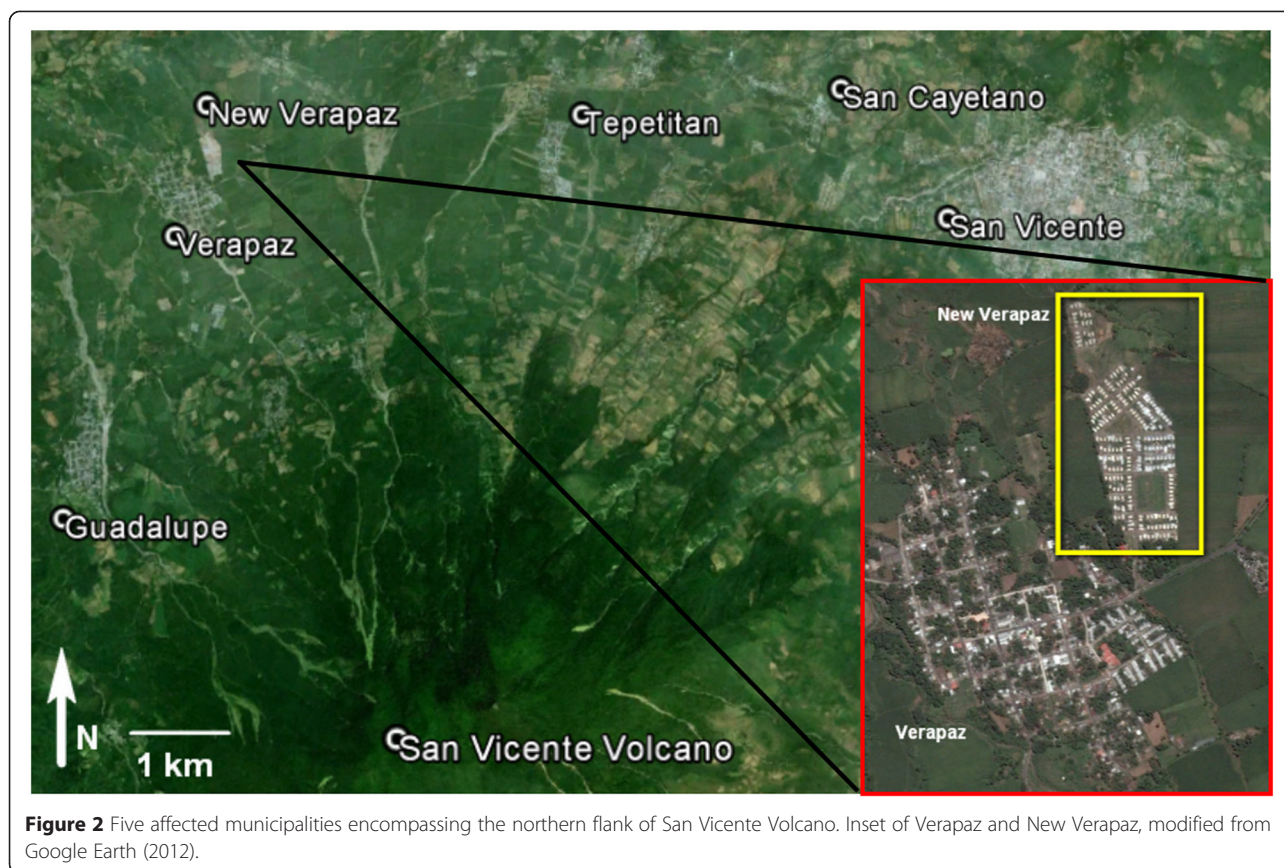 New Verapaz
Tepetitan
San Cayetano
Verapaz
San Vicente
New Verapaz
Guadalupe
Verapaz
San Vicente Volcano
N
1 km
Figure 2 Five affected municipalities encompassing the northern flank of San Vicente Volcano. Inset of Verapaz and New Verapaz, modified from
Google Earth (2012).